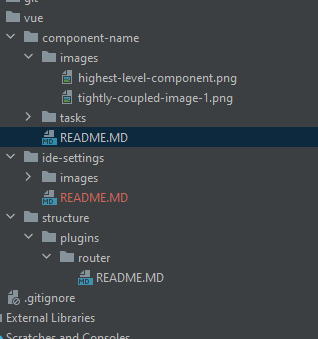 git
vue
component-name
images
highest-level-component.png
tightly-coupled-image-1.png
tasks
MD README.MD
ide-settings
images
MD README.MD
structure
plugins
router
MD README.MD
.gitignore
External Libraries
Scratches and Consoles